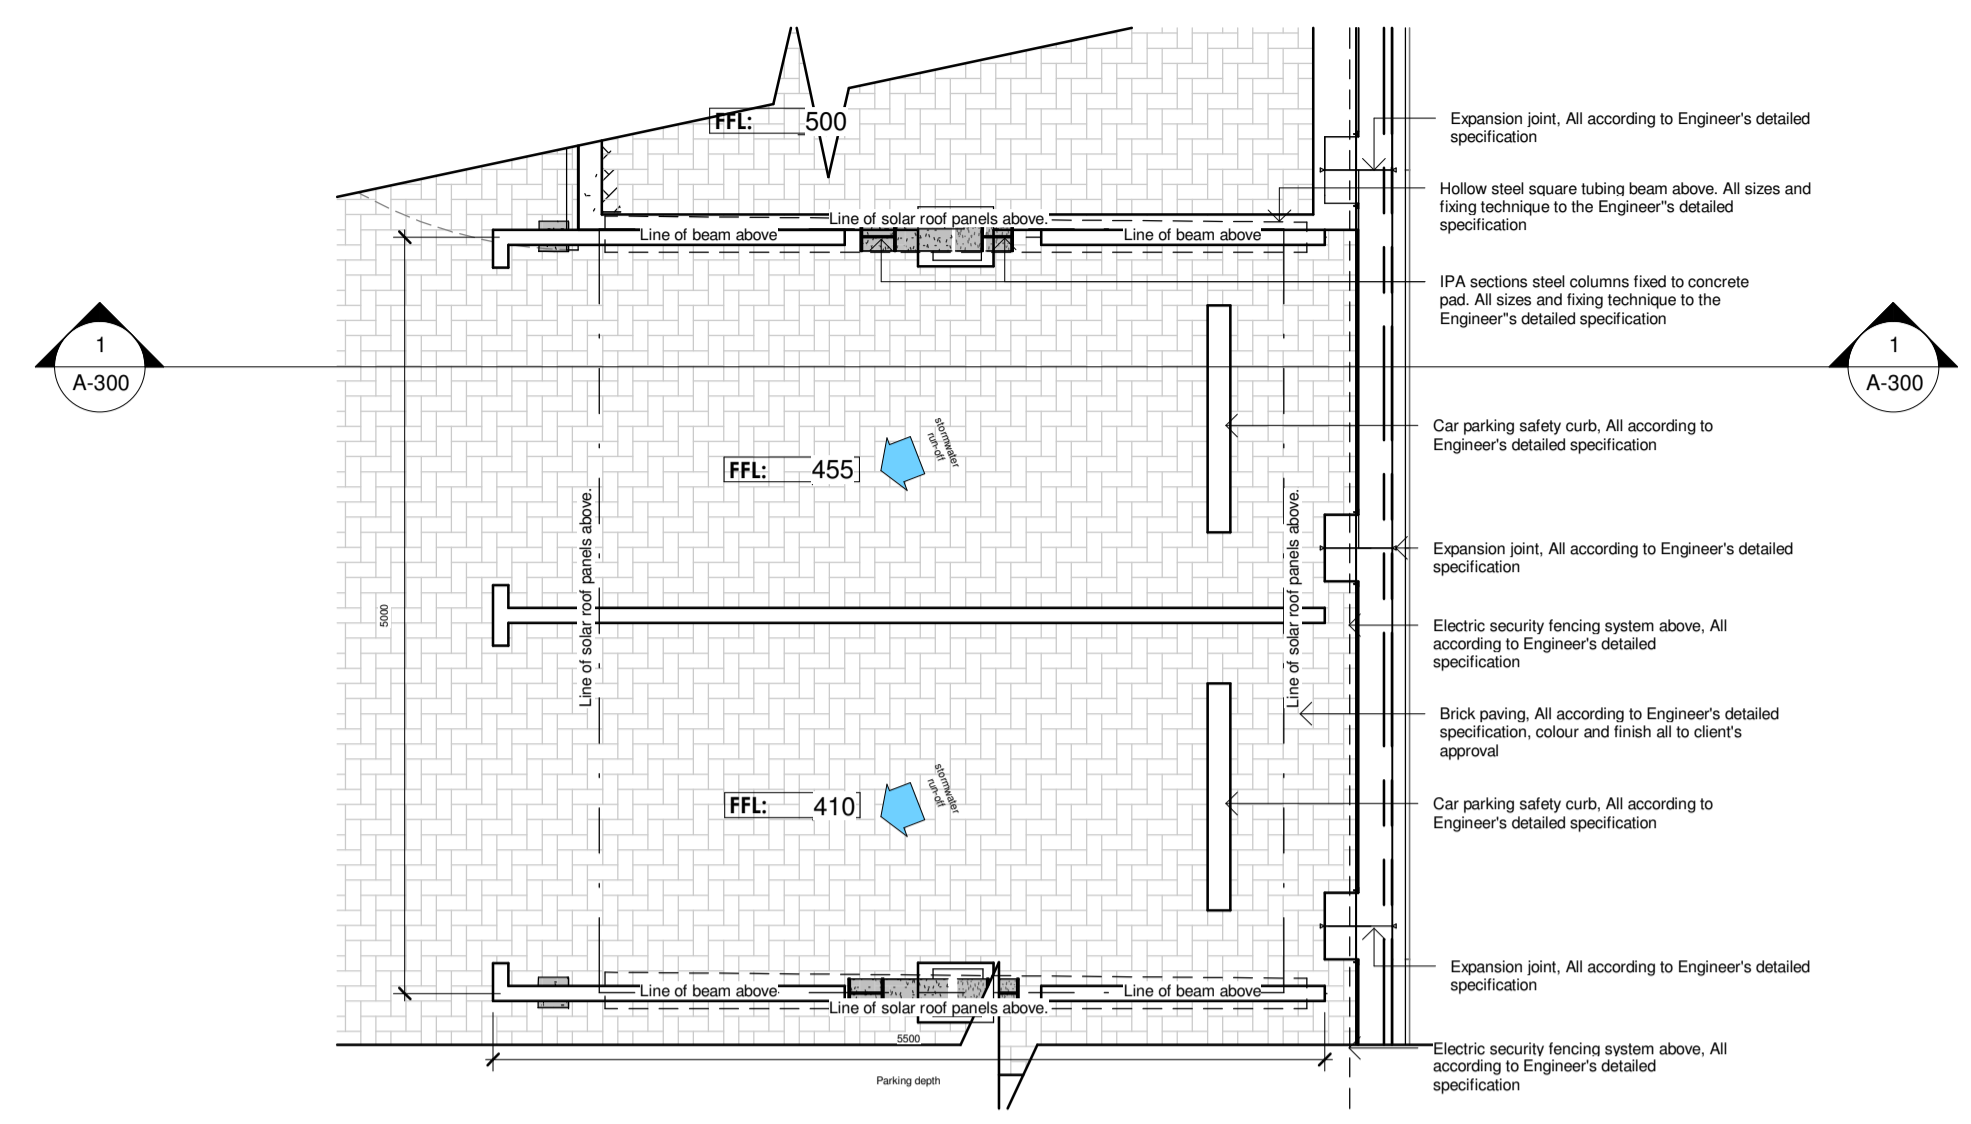 FFL: 500
Expansion joint, All according to Engineer's detailed
specification
Hollow steel square tubing beam above. All sizes and
fixing technique to the Engineer"s detailed
specification
Line of solar roof panels above.
Line of beam above
Line of beam above
IPA sections steel columns fixed to concrete
pad. All sizes and fixing technique to the
Engineer"s detailed specification
1
A-300
1
A-300
Car parking safety curb, All according to
Engineer's detailed specification
stormwater
run-off
FFL: 455
Line of solar roof panels above.
Line of solar roof panels above.
Expansion joint, All according to Engineer's detailed
specification
5000
Electric security fencing system above, All
according to Engineer's detailed
specification
Brick paving, All according to Engineer's detailed
specification, colour and finish all to client's
approval
stormwater
run-off
FFL: 410
Car parking safety curb, All according to
Engineer's detailed specification
Expansion joint, All according to Engineer's detailed
specification
Line of beam above
Line of beam above
Line of solar roof panels above.
5500
Parking depth
Electric security fencing system above, All
according to Engineer's detailed
specification